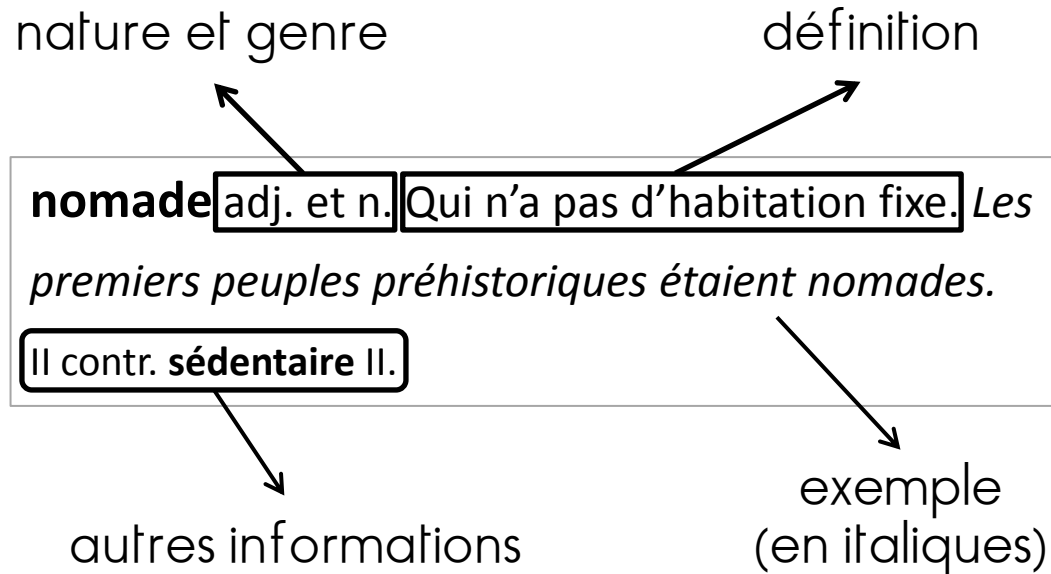 nature et genre
définition
nomade adj. et n. Qui n'a pas d'habitation fixe. Les
premiers peuples préhistoriques étaient nomades.
II contr. sédentaire II.
exemple
autres informations
(en italiques)